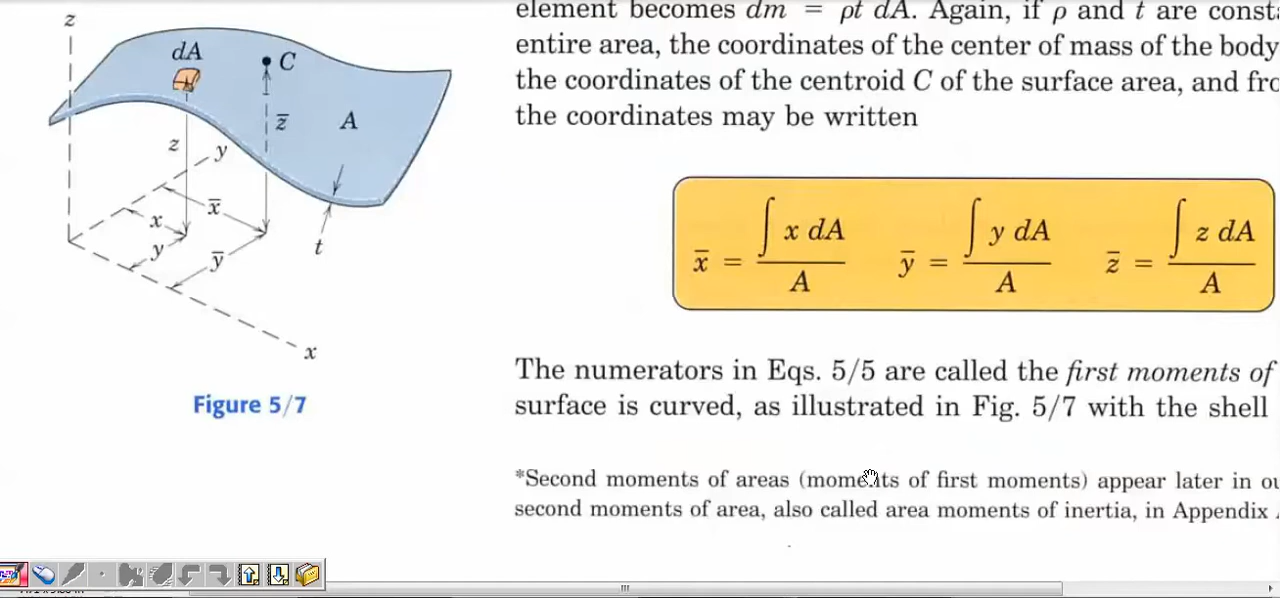 z
dA
C
z̄
A
z
y
x̄
x
y
ȳ
t
x
Figure 5/7
element becomes dm = ρt dA. Again, if ρ and t are
entire area, the coordinates of the center of mass of the body
the coordinates of the centroid C of the surface area, and
the coordinates may be written
x̄ = ∫ x dA / A ȳ = ∫ y dA / A z̄ = ∫ z dA / A
The numerators in Eqs. 5/5 are called the first moments of
surface is curved, as illustrated in Fig. 5/7 with the shell
*Second moments of areas (moments of first moments) appear later in
second moments of area, also called area moments of inertia, in Appendix